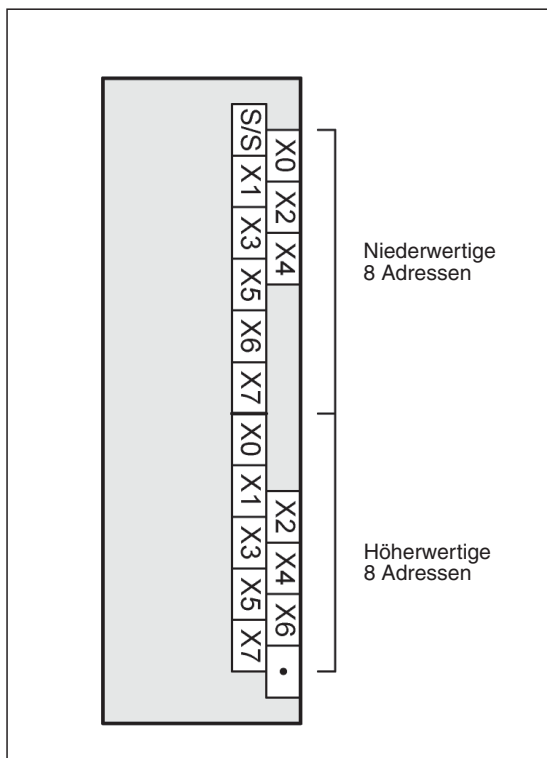 S/S
X0
X1
X2
X3
X4
X5
X6
X7
Niederwertige
8 Adressen
X0
X1
X2
X3
X4
X5
X6
X7
•
Höherwertige
8 Adressen